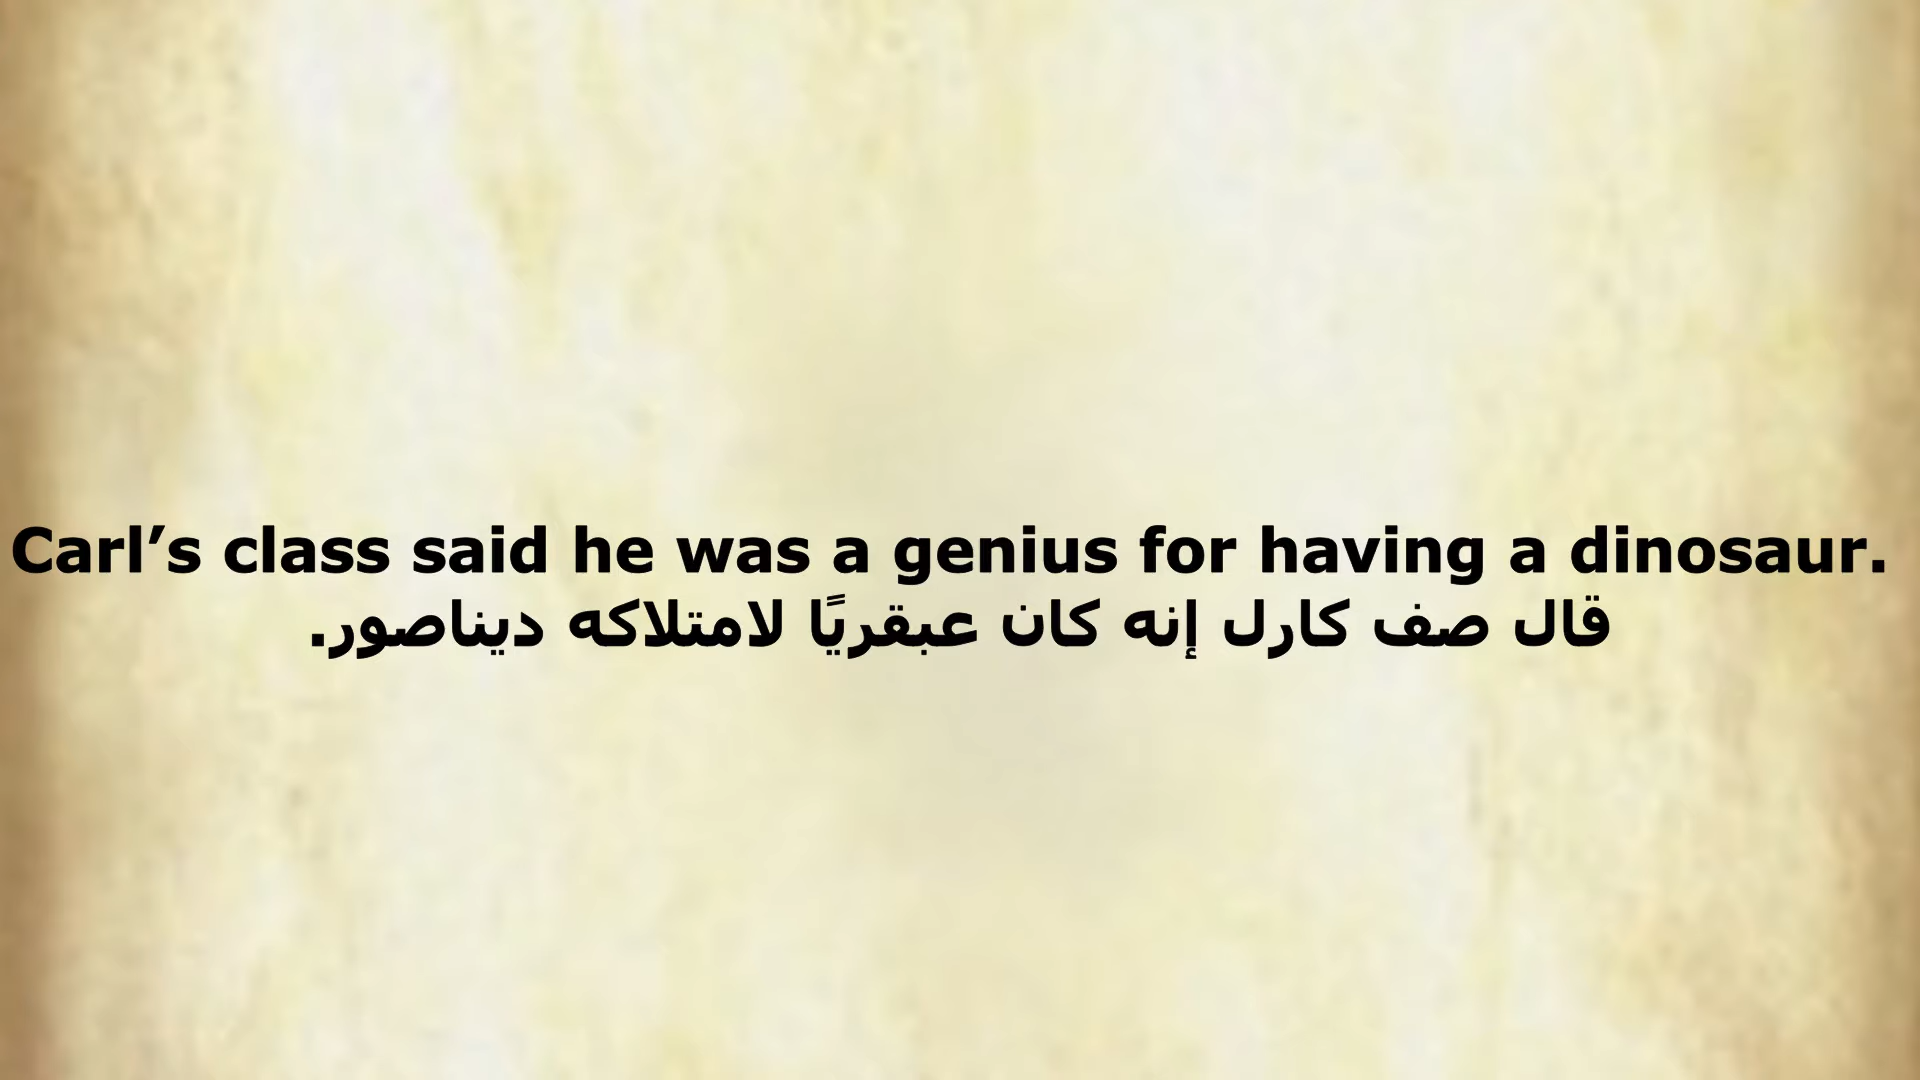 Carl’s class said he was a genius for having a dinosaur.
قال صف كارل إنه كان عبقريًا لامتلاكه ديناصور.